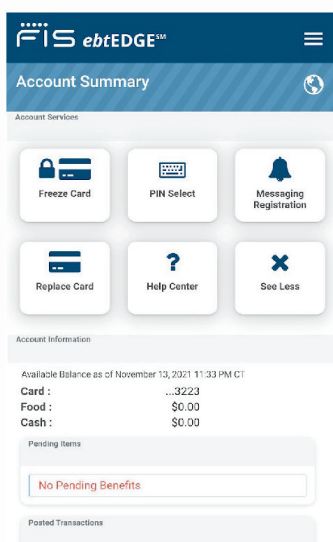 FIS ebtEDGE℠
Account Summary
Account Services
Freeze Card
PIN Select
Messaging
Registration
Replace Card
?
Help Center
See Less
Account Information
Available Balance as of November 13, 2021 11:33 PM CT
Card : ...3223
Food : $0.00
Cash : $0.00
Pending Items
No Pending Benefits
Posted Transactions